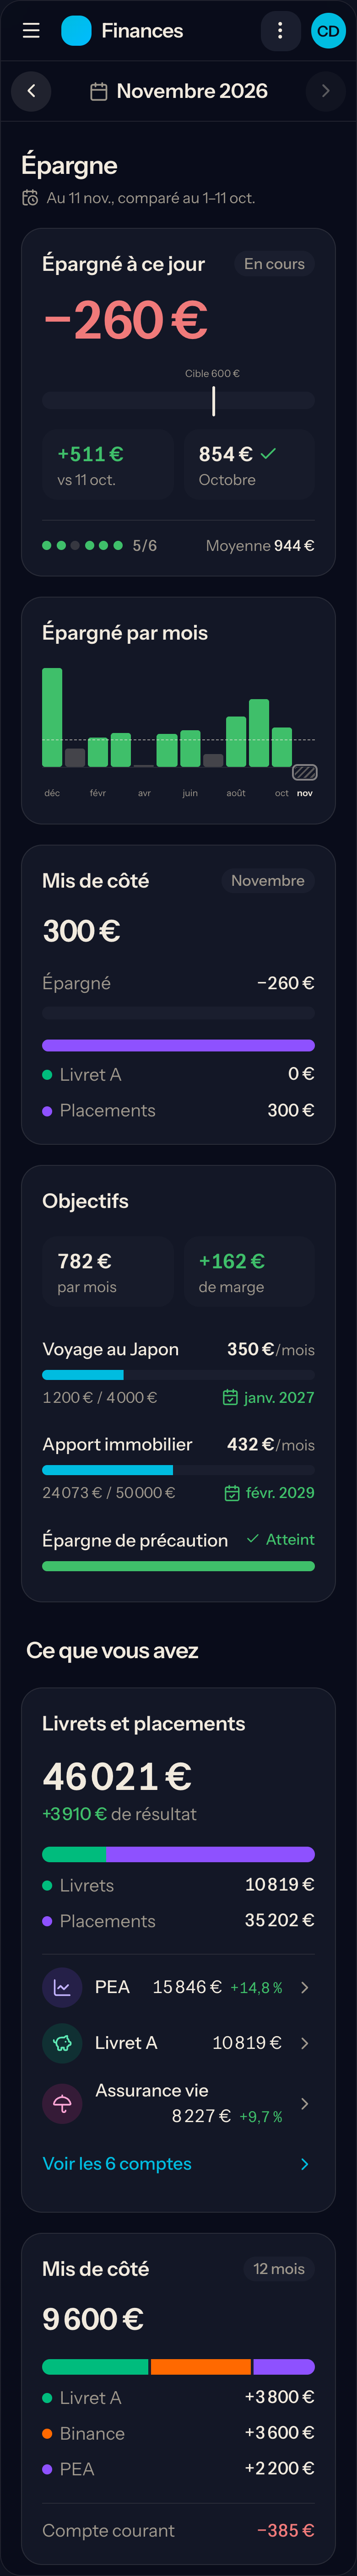 Finances
CD
Novembre 2026
Épargne
Au 11 nov., comparé au 1–11 oct.
Épargné à ce jour
En cours
−260 €
Cible 600 €
+511 €
vs 11 oct.
854 €
Octobre
5/6
Moyenne 944 €
Épargné par mois
déc févr avr juin août oct nov
Mis de côté
Novembre
300 €
Épargné −260 €
Livret A 0 €
Placements 300 €
Objectifs
782 €
par mois
+162 €
de marge
Voyage au Japon 350 €/mois
1 200 € / 4 000 € janv. 2027
Apport immobilier 432 €/mois
24 073 € / 50 000 € févr. 2029
Épargne de précaution Atteint
Ce que vous avez
Livrets et placements
46 021 €
+3 910 € de résultat
Livrets 10 819 €
Placements 35 202 €
PEA 15 846 € +14,8 %
Livret A 10 819 €
Assurance vie
8 227 € +9,7 %
Voir les 6 comptes
Mis de côté
12 mois
9 600 €
Livret A +3 800 €
Binance +3 600 €
PEA +2 200 €
Compte courant −385 €